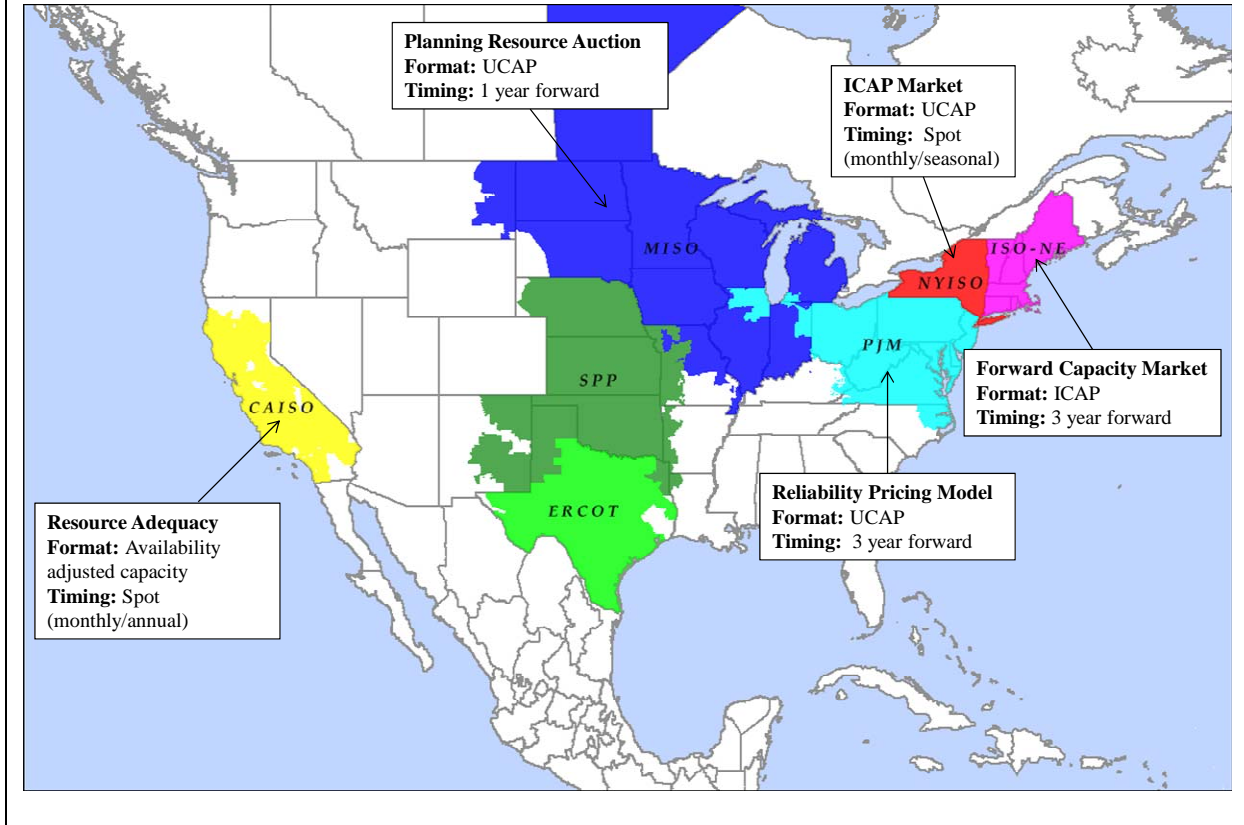 Planning Resource Auction
Format: UCAP
Timing: 1 year forward
ICAP Market
Format: UCAP
Timing: Spot
(monthly/seasonal)
MISO
ISO-NE
NYISO
PJM
Forward Capacity Market
Format: ICAP
Timing: 3 year forward
SPP
CAISO
Reliability Pricing Model
Format: UCAP
Timing: 3 year forward
ERCOT
Resource Adequacy
Format: Availability
adjusted capacity
Timing: Spot
(monthly/annual)